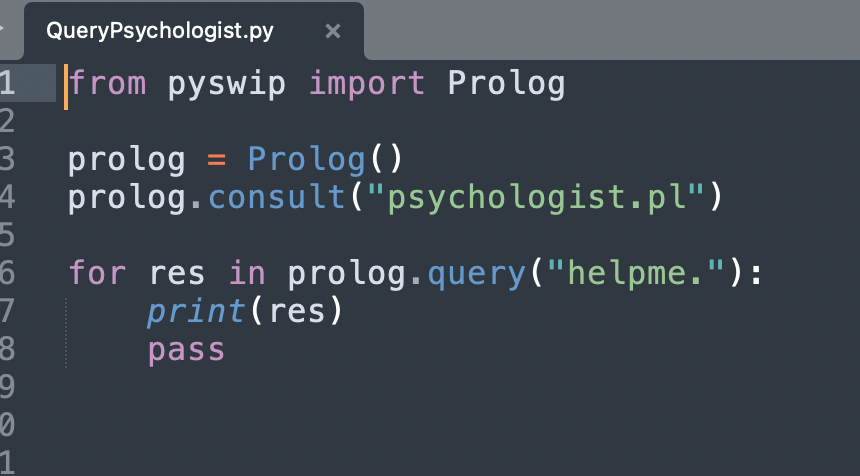 QueryPsychologist.py ×
1 from pyswip import Prolog
2
3 prolog = Prolog()
4 prolog.consult("psychologist.pl")
5
6 for res in prolog.query("helpme."):
7     print(res)
8     pass
9
0
1